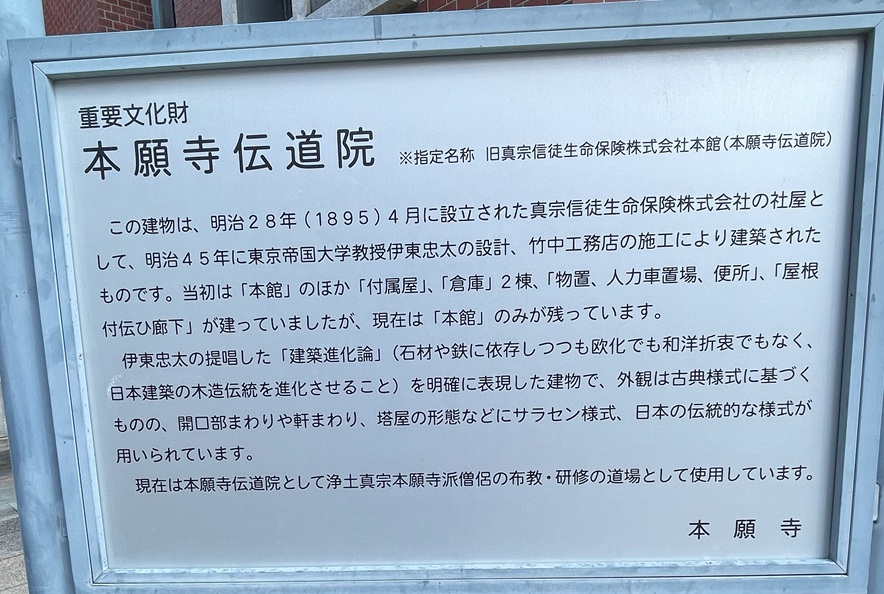 重要文化財
本願寺伝道院 ※指定名称 旧真宗信徒生命保険株式会社本館(本願寺伝道院)
この建物は、明治28年(1895)4月に設立された真宗信徒生命保険株式会社の社屋と
して、明治45年に東京帝国大学教授伊東忠太の設計、竹中工務店の施工により建築された
ものです。当初は「本館」のほか「付属屋」、「倉庫」2棟、「物置、人力車置場、便所」、「屋根
付伝ひ廊下」が建っていましたが、現在は「本館」のみが残っています。
伊東忠太の提唱した「建築進化論」(石材や鉄に依存しつつも欧化でも和洋折衷でもなく、
日本建築の木造伝統を進化させること)を明確に表現した建物で、外観は古典様式に基づく
ものの、開口部まわりや軒まわり、塔屋の形態などにサラセン様式、日本の伝統的な様式が
用いられています。
現在は本願寺伝道院として浄土真宗本願寺派僧侶の布教・研修の道場として使用しています。
本願寺